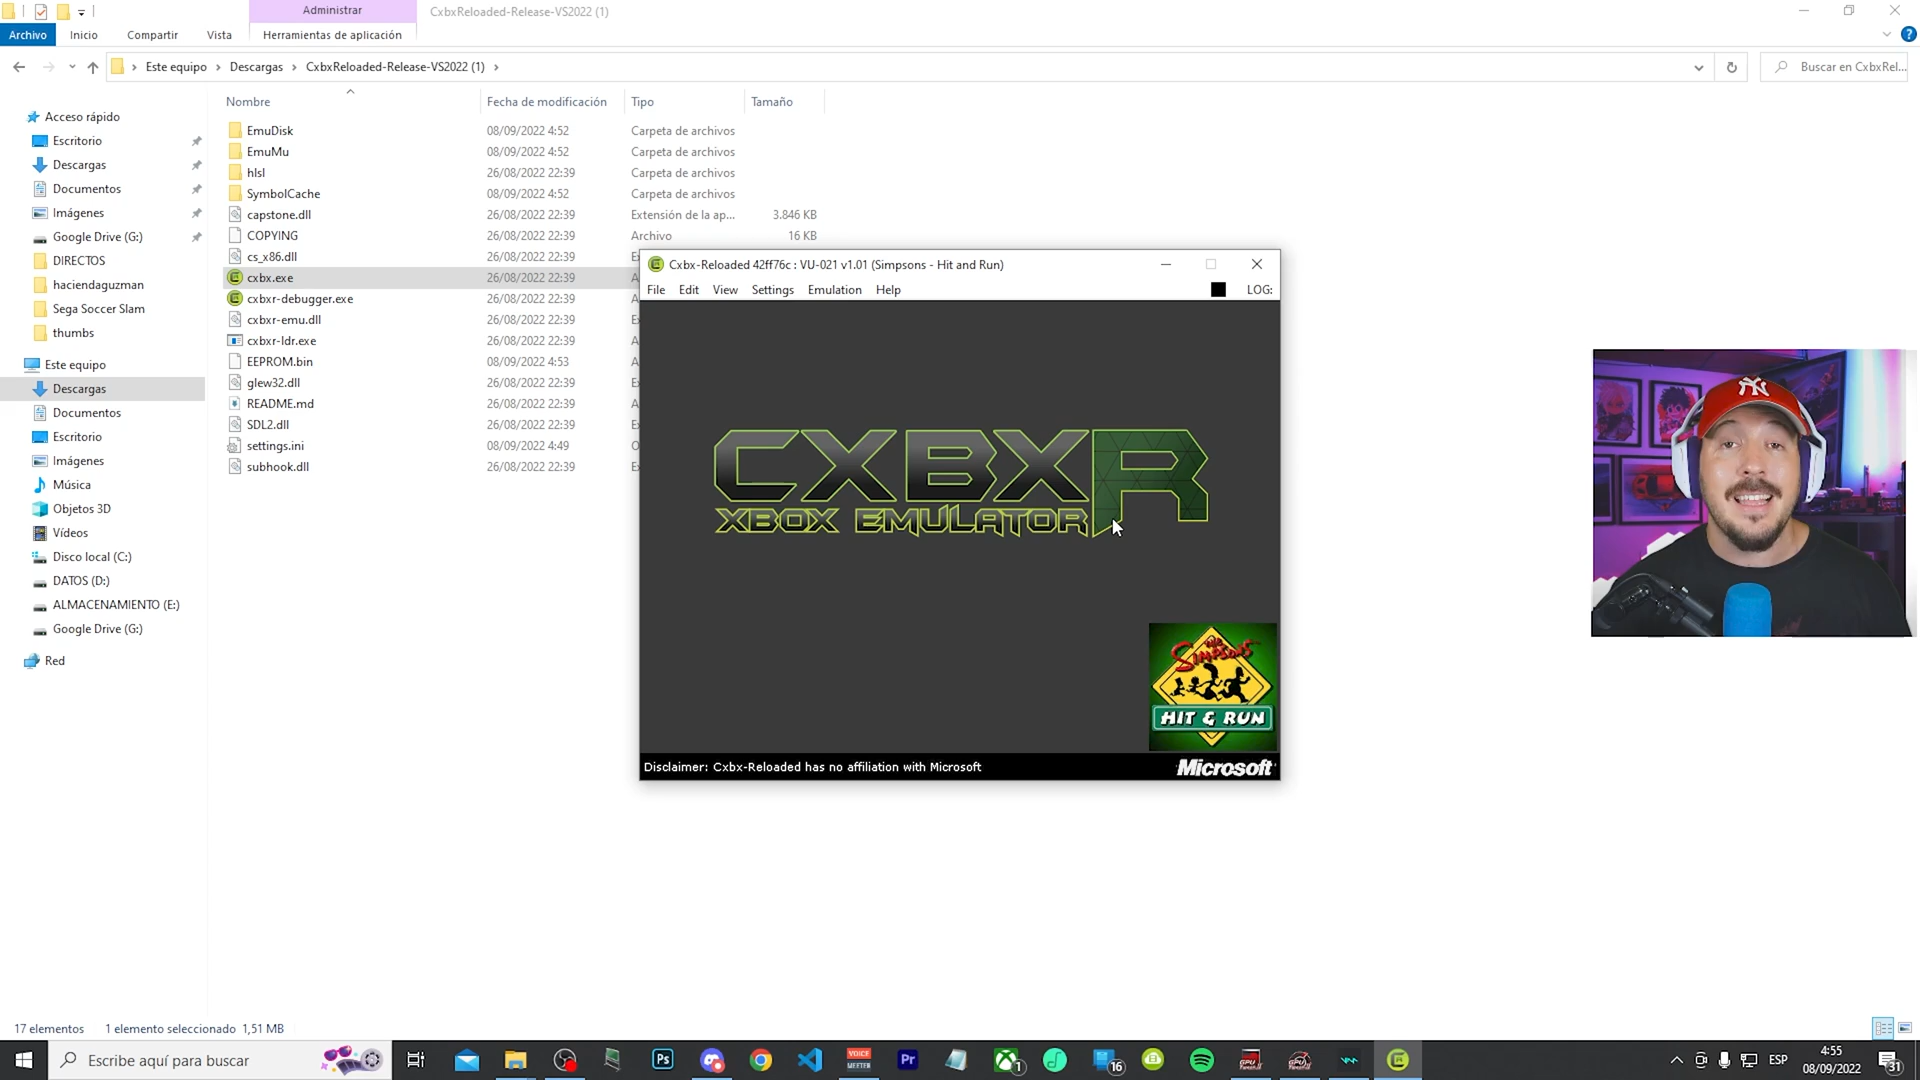 Administrar
CxbxReloaded-Release-VS2022 (1)
Archivo
Inicio
Compartir
Vista
Herramientas de aplicación
Este equipo
Descargas
CxbxReloaded-Release-VS2022 (1)
Buscar en CxbxRel...
Nombre
Fecha de modificación
Tipo
Tamaño
Acceso rápido
Escritorio
Descargas
Documentos
Imágenes
Google Drive (G:)
DIRECTOS
haciendaguzman
Sega Soccer Slam
thumbs
Este equipo
Descargas
Documentos
Escritorio
Imágenes
Música
Objetos 3D
Vídeos
Disco local (C:)
DATOS (D:)
ALMACENAMIENTO (E:)
Google Drive (G:)
Red
EmuDisk 08/09/2022 4:52 Carpeta de archivos
EmuMu 08/09/2022 4:52 Carpeta de archivos
hlsl 26/08/2022 22:39 Carpeta de archivos
SymbolCache 08/09/2022 4:52 Carpeta de archivos
capstone.dll 26/08/2022 22:39 Extensión de la ap... 3.846 KB
COPYING 26/08/2022 22:39 Archivo 16 KB
cs_x86.dll 26/08/2022 22:39
cxbx.exe 26/08/2022 22:39
cxbxr-debugger.exe 26/08/2022 22:39
cxbxr-emu.dll 26/08/2022 22:39
cxbxr-ldr.exe 26/08/2022 22:39
EEPROM.bin 08/09/2022 4:53
glew32.dll 26/08/2022 22:39
README.md 26/08/2022 22:39
SDL2.dll 26/08/2022 22:39
settings.ini 08/09/2022 4:49
subhook.dll 26/08/2022 22:39
Cxbx-Reloaded 42ff76c : VU-021 v1.01 (Simpsons - Hit and Run)
File Edit View Settings Emulation Help LOG:
CXBXR
XBOX EMULATOR
The Simpsons
HIT & RUN
Disclaimer: Cxbx-Reloaded has no affiliation with Microsoft
Microsoft
17 elementos 1 elemento seleccionado 1,51 MB
Escribe aquí para buscar
Ps
VOICE MEETER
Pr
1
16
ESP
4:55
08/09/2022
31